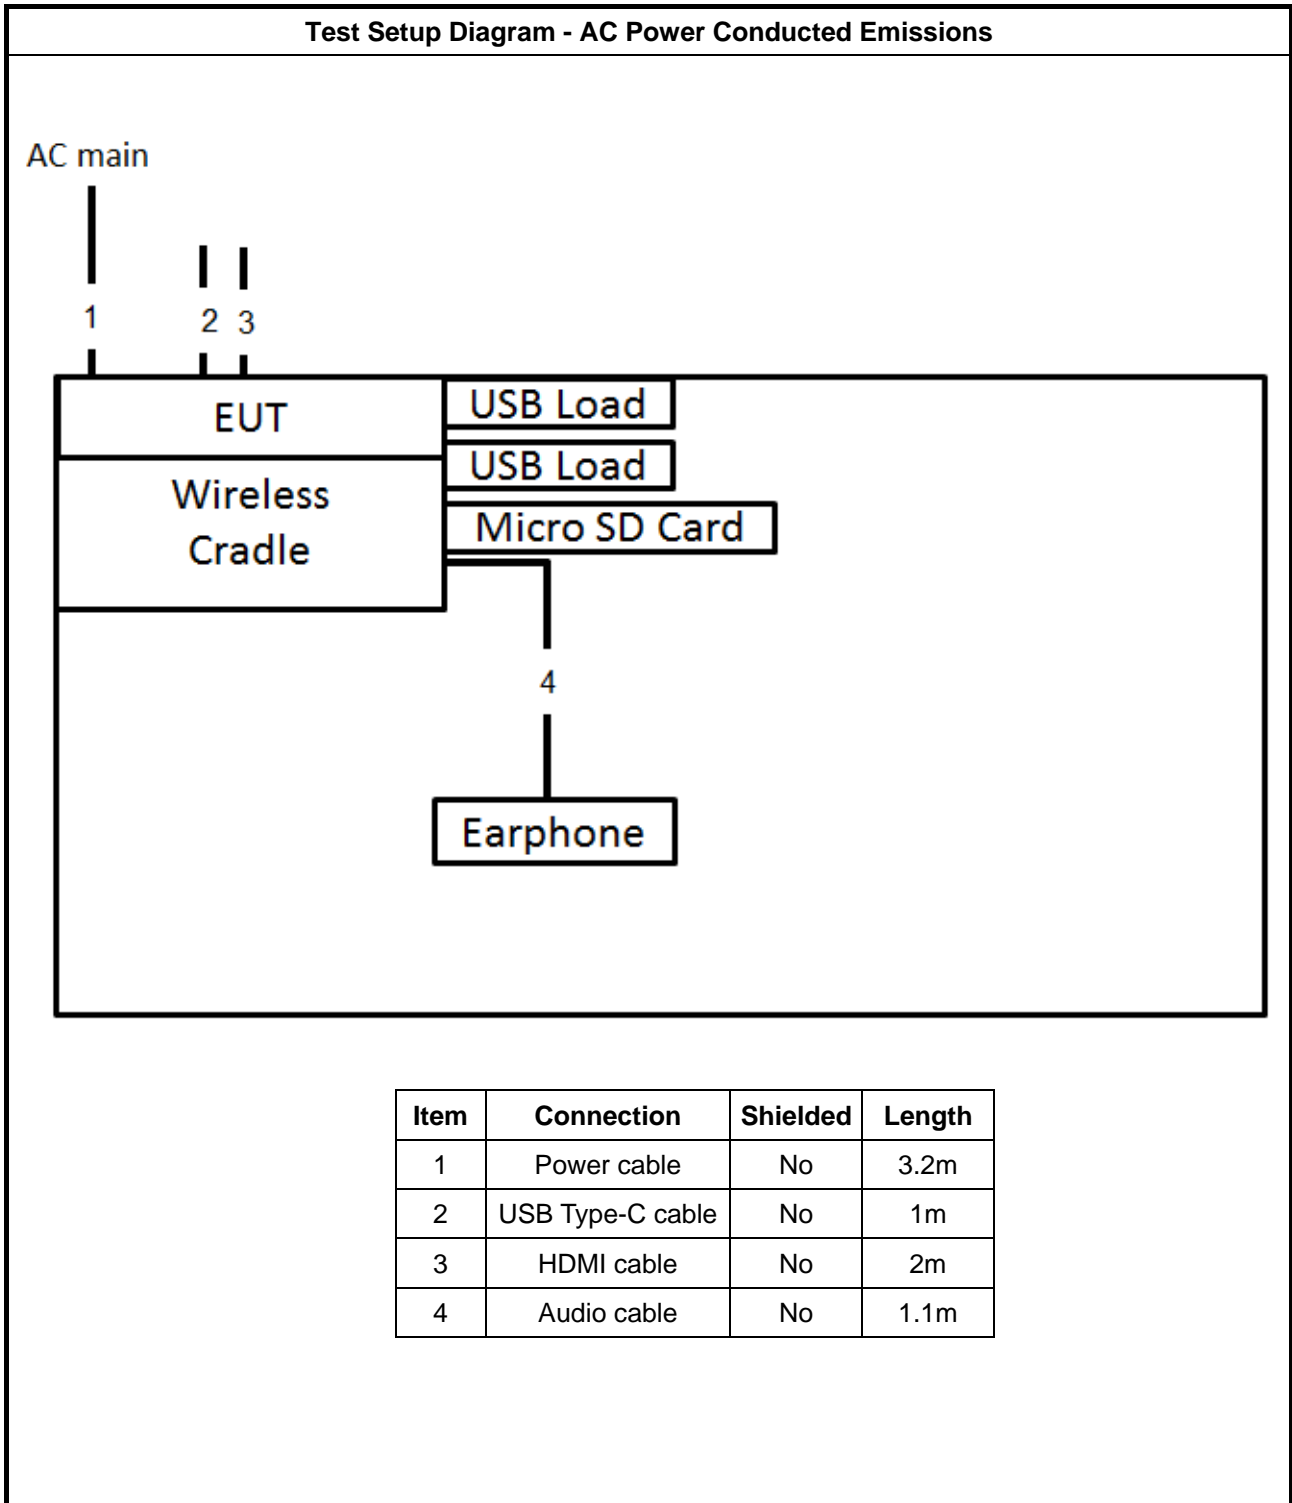 Test Setup Diagram - AC Power Conducted Emissions
AC main
1
2 3
EUT
USB Load
USB Load
Wireless
Cradle
Micro SD Card
4
Earphone
Item Connection Shielded Length
1 Power cable No 3.2m
2 USB Type-C cable No 1m
3 HDMI cable No 2m
4 Audio cable No 1.1m